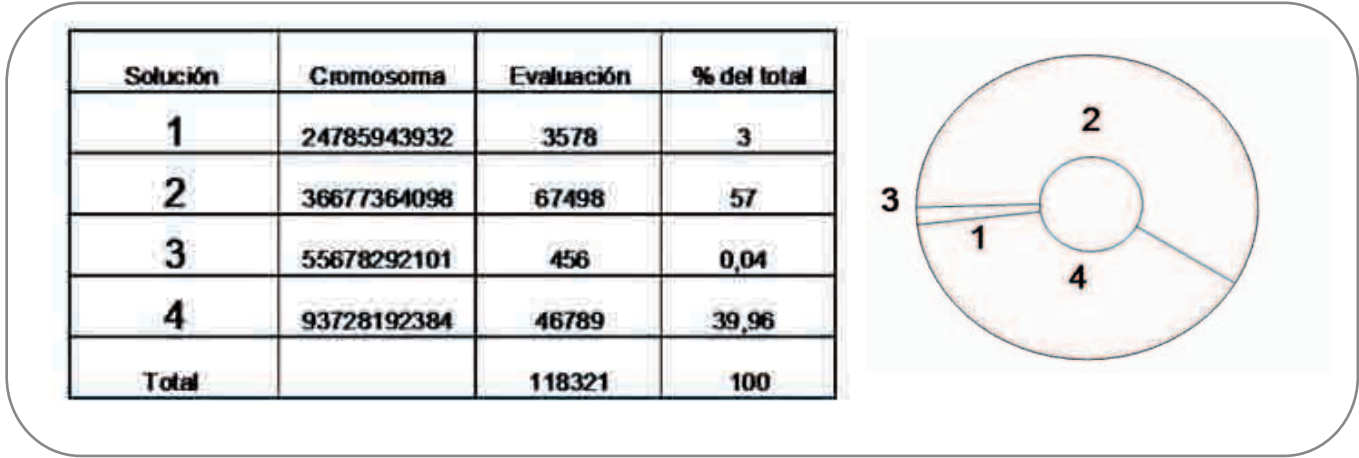 Solución Cromosoma Evaluación % del total
1 24785943932 3578 3
2 36677364098 67498 57
3 55678292101 456 0,04
4 93728192384 46789 39,96
Total 118321 100
2
3
1
4